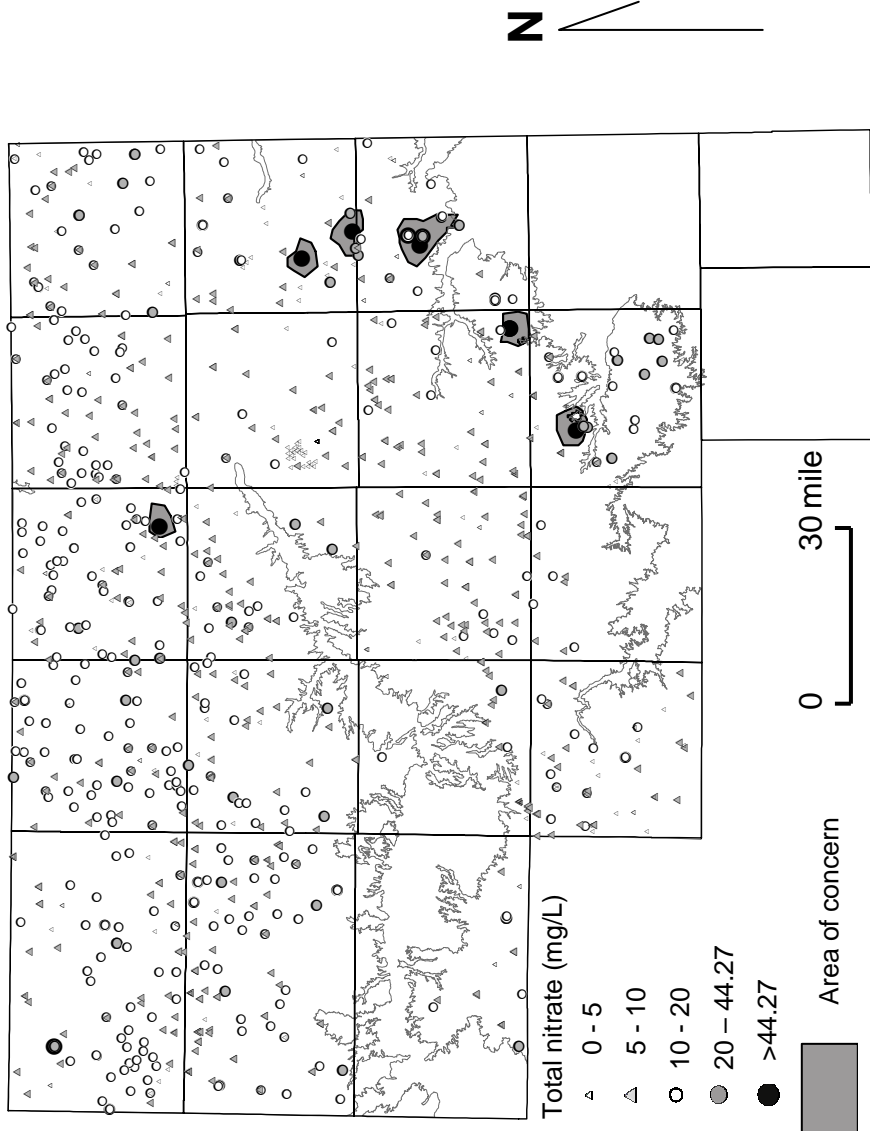 N
30 mile
0
Total nitrate (mg/L)
0 - 5
5 - 10
10 - 20
20 – 44.27
>44.27
Area of concern